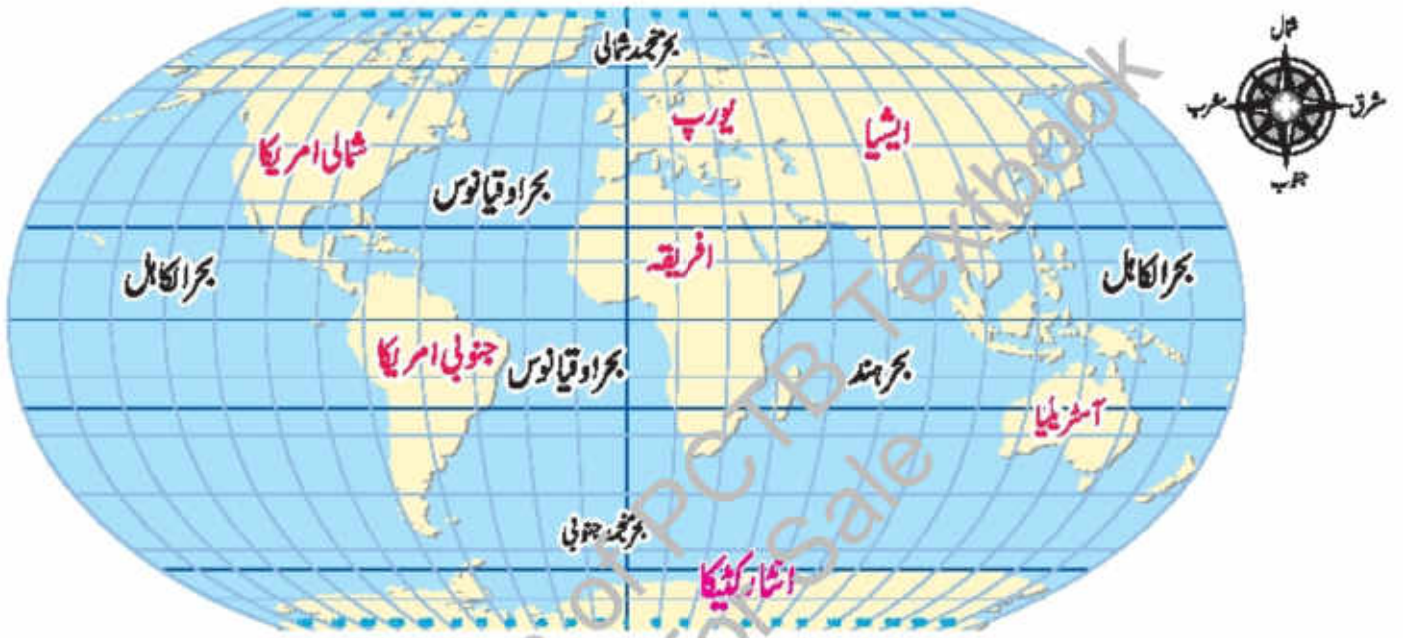 شمال
بحر منجمد شمالی
مشرق
مغرب
یورپ
ایشیا
شمالی امریکا
جنوب
بحر اوقیانوس
افریقہ
بحرالکاہل
بحرالکاہل
جنوبی امریکا
بحر اوقیانوس
بحر ہند
آسٹریلیا
بحر منجمد جنوبی
انٹارکٹیکا
of PCTB Textbook
Sale